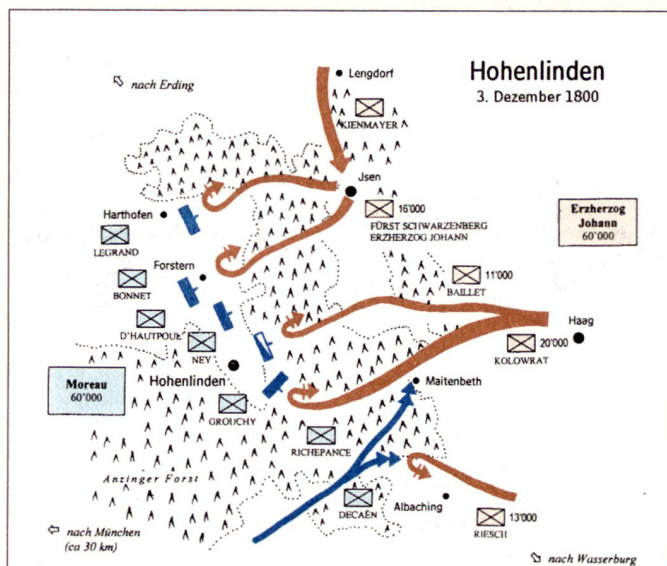 Hohenlinden
3. Dezember 1800
nach Erding
Lengdorf
KIENMAYER
Jsen
16'000
FÜRST SCHWARZENBERG
ERZHERZOG JOHANN
Erzherzog
Johann
60'000
Harthofen
LEGRAND
Forstern
BONNET
11'000
BAILLET
D'HAUTPOUL
NEY
Haag
20'000
KOLOWRAT
Hohenlinden
Moreau
60'000
Maitenbeth
GROUCHY
RICHEPANCE
Anzinger Forst
DECAËN
Albaching
13'000
RIESCH
nach München
(ca 30 km)
nach Wasserburg